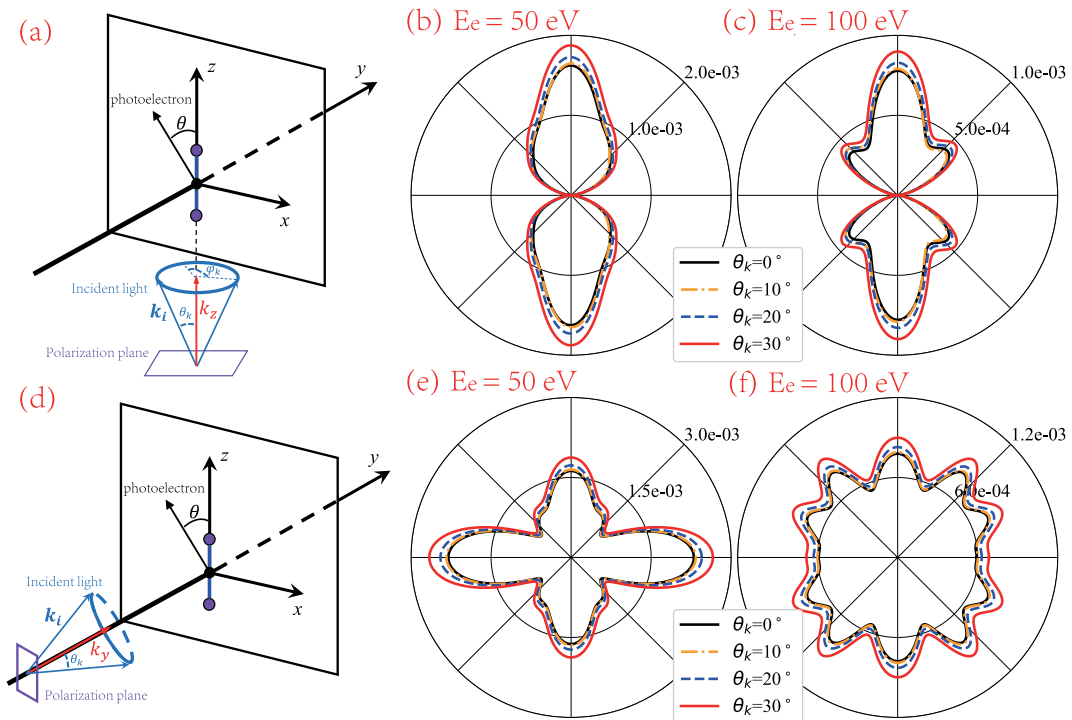 (a)
z
y
photoelectron
θ
x
φk
Incident light
ki
θk
kz
Polarization plane
(b) Ee = 50 eV
2.0e-03
1.0e-03
(c) Ee = 100 eV
1.0e-03
5.0e-04
θk=0°
θk=10°
θk=20°
θk=30°
(d)
z
y
photoelectron
θ
x
Incident light
ki
ky
θk
Polarization plane
(e) Ee = 50 eV
3.0e-03
1.5e-03
(f) Ee = 100 eV
1.2e-03
6.0e-04
θk=0°
θk=10°
θk=20°
θk=30°